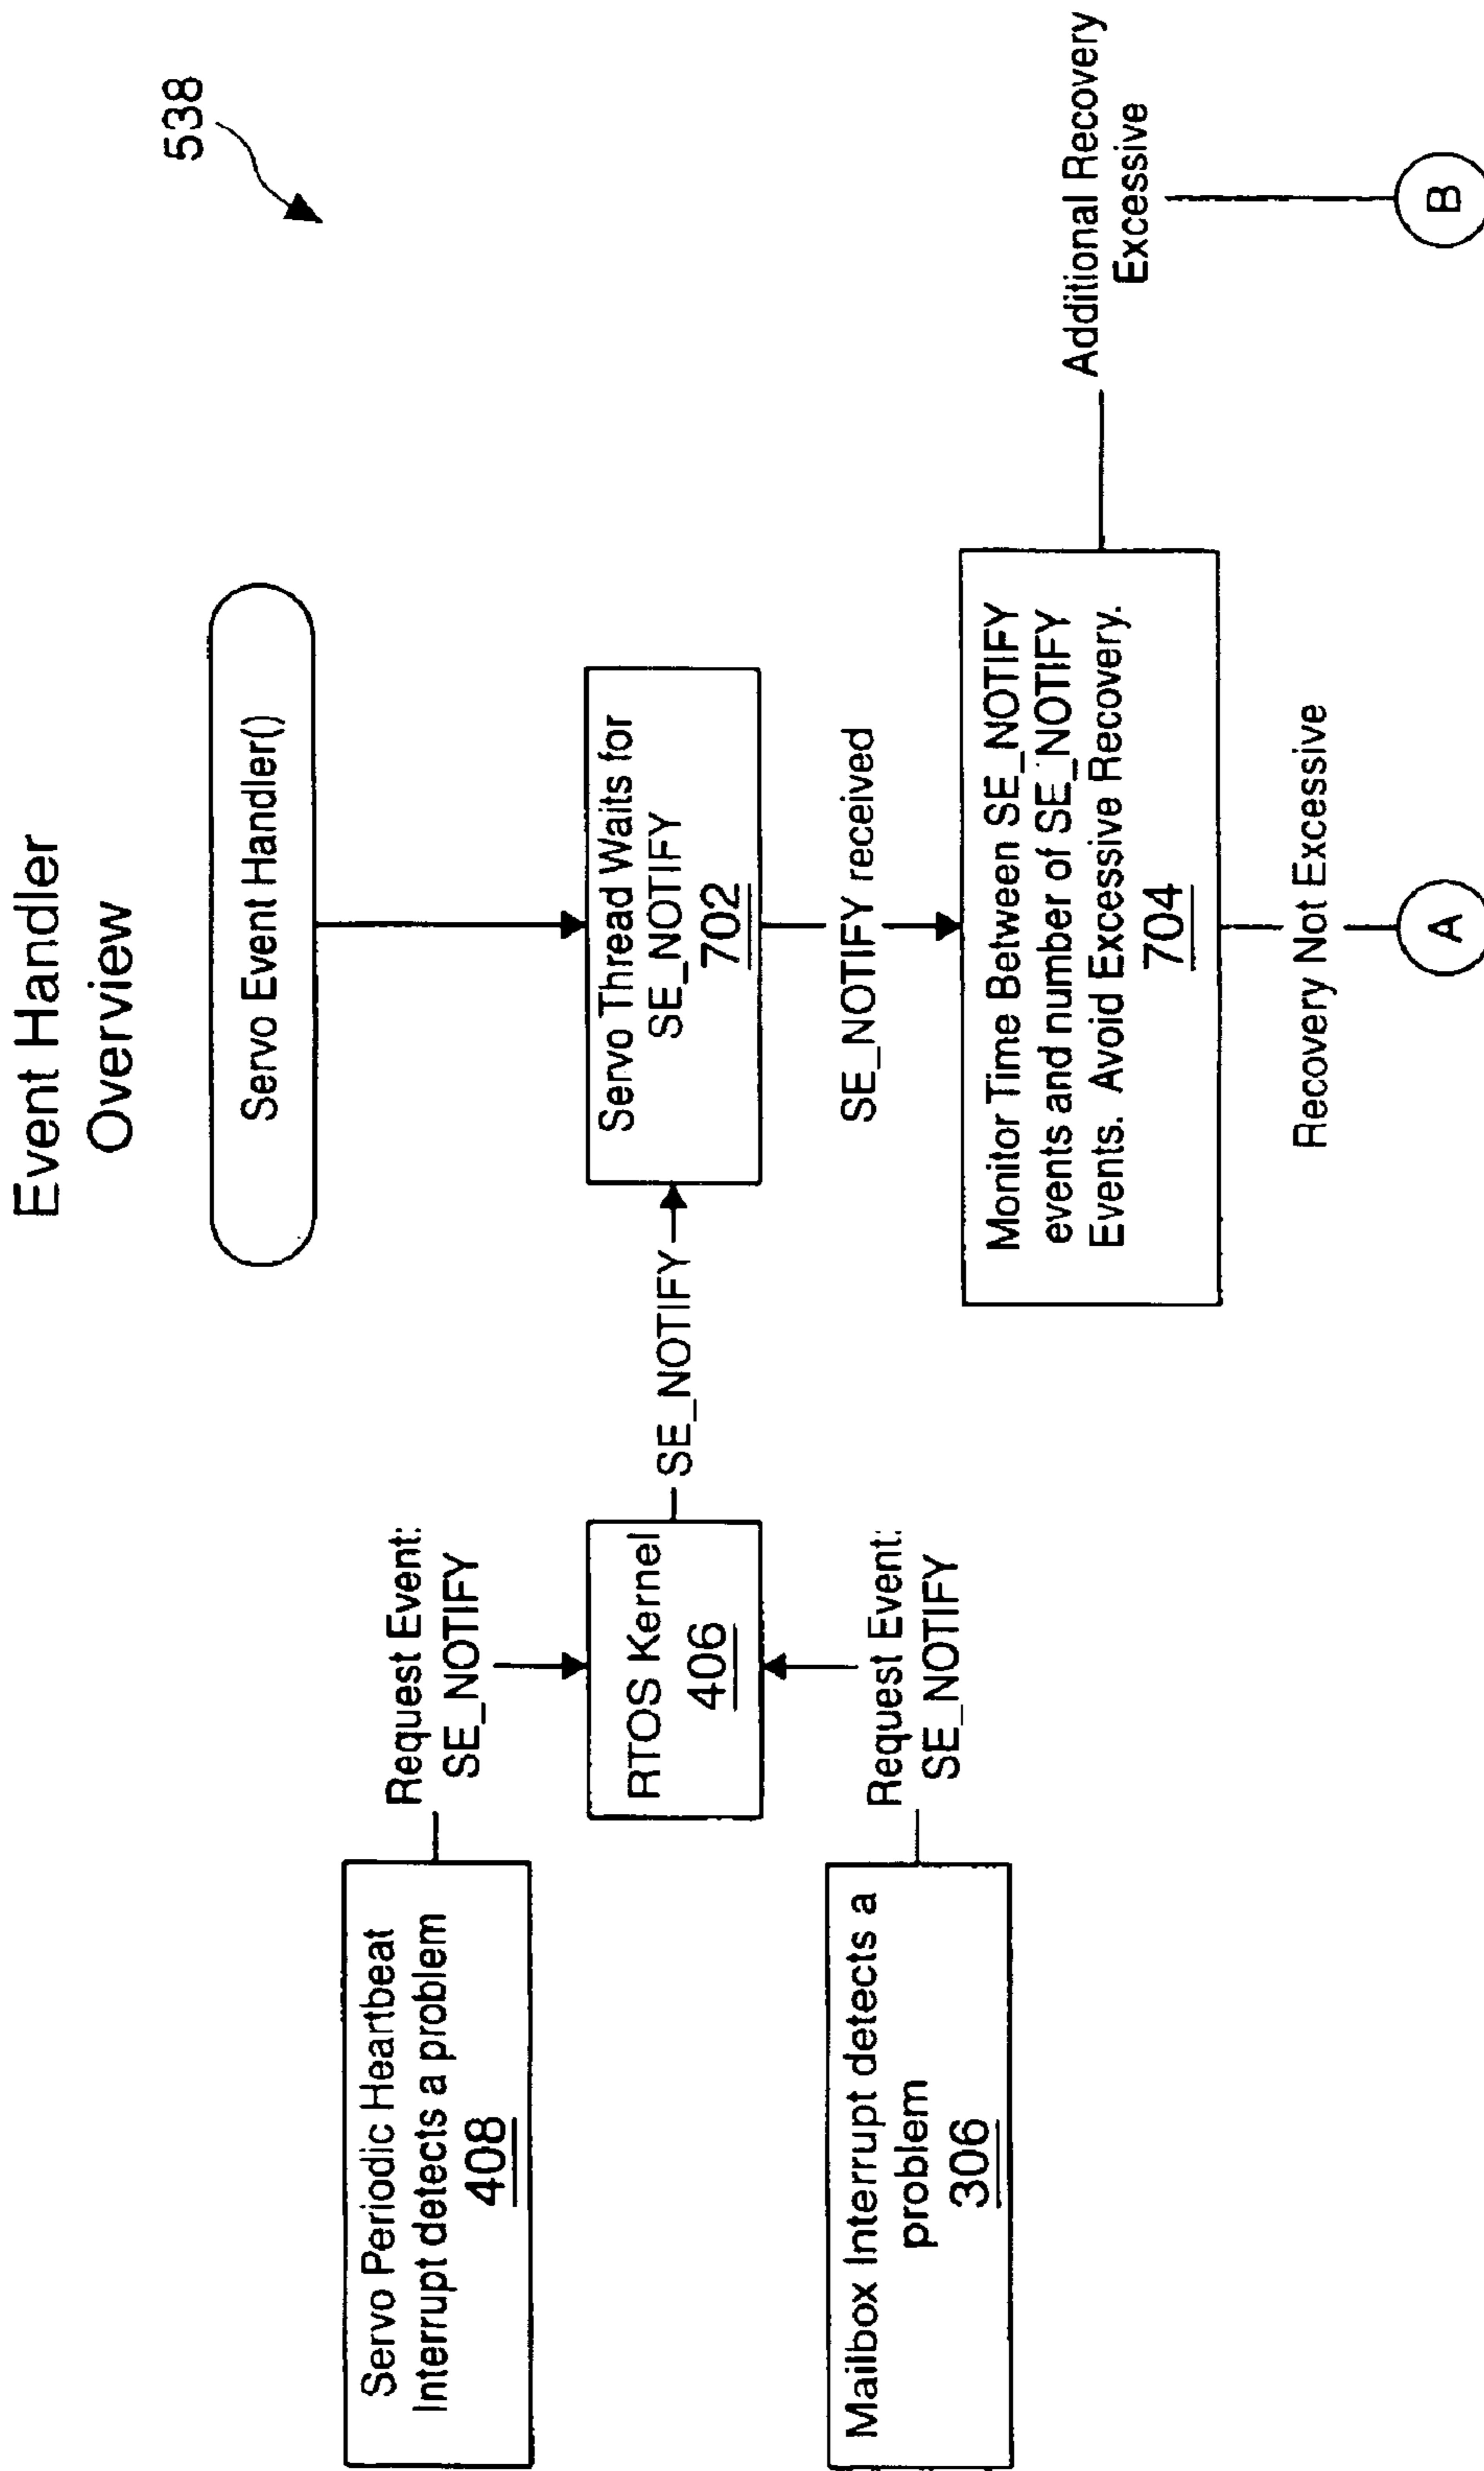 Event Handler
Overview
538
Servo Event Handler()
Servo Periodic Heartbeat
Interrupt detects a problem
408
Request Event:
SE_NOTIFY
RTOS Kernel
406
SE_NOTIFY
Servo Thread Waits for
SE_NOTIFY
702
Mailbox Interrupt detects a
problem
306
Request Event:
SE_NOTIFY
SE_NOTIFY received
Monitor Time Between SE_NOTIFY
events and number of SE_NOTIFY
Events. Avoid Excessive Recovery.
704
Additional Recovery
Excessive
Recovery Not Excessive
A
B